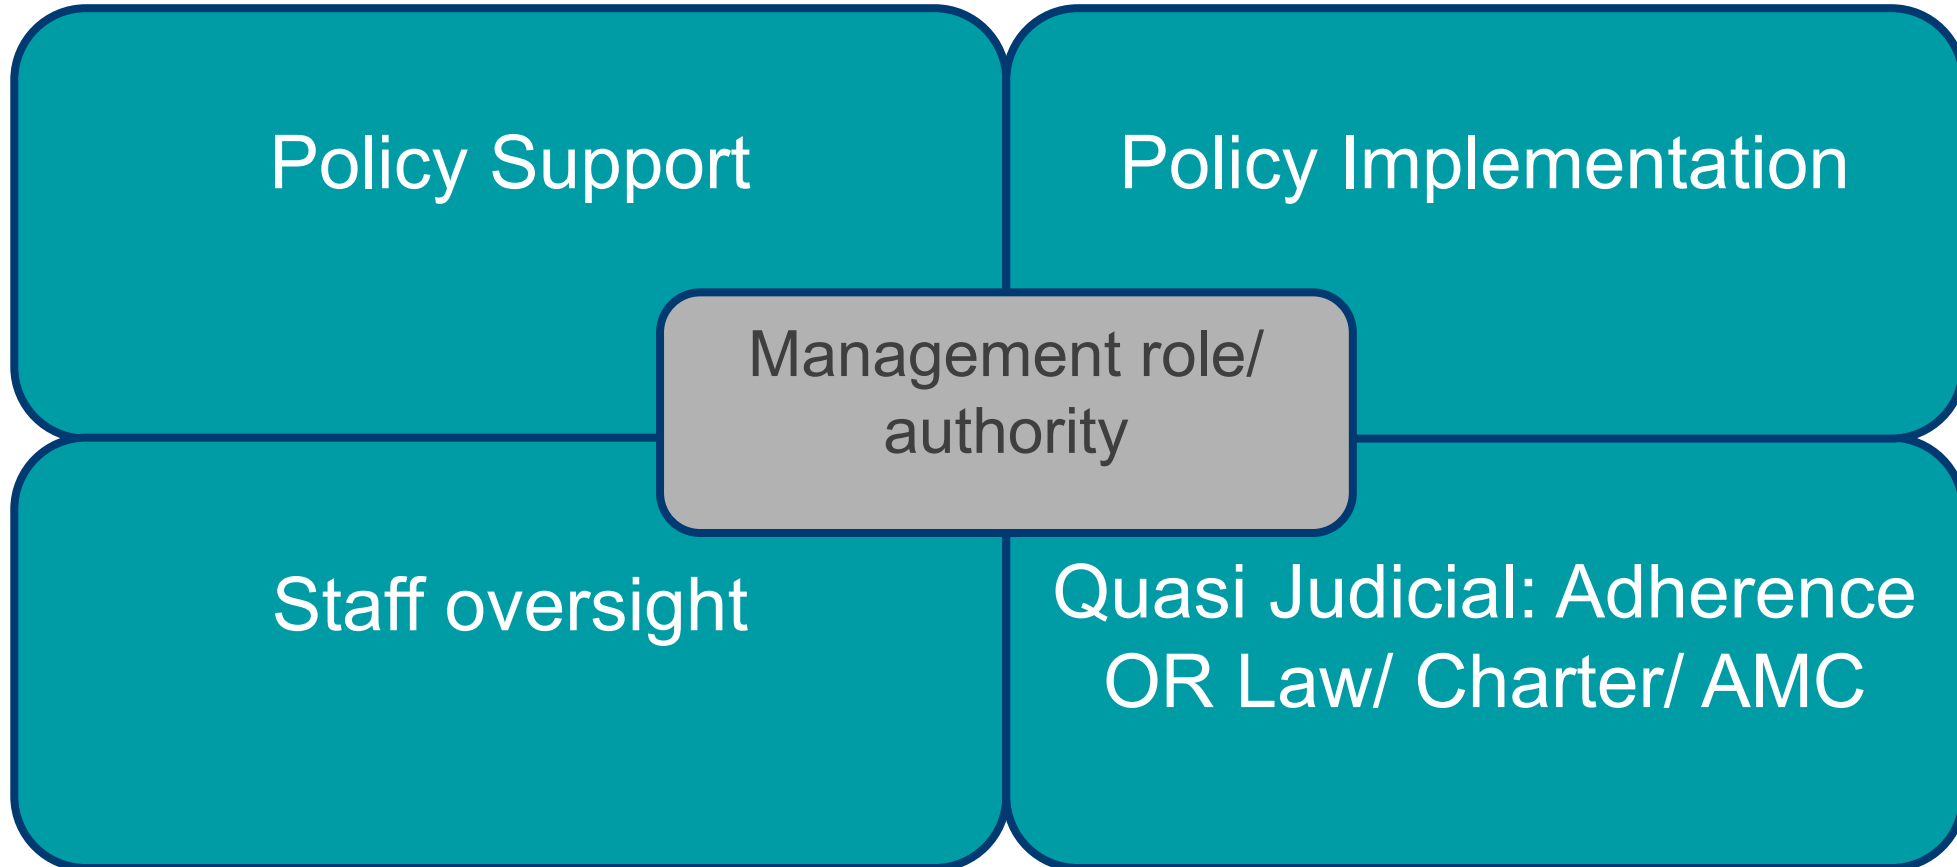 Policy Support
Policy Implementation
Management role/
authority
Staff oversight
Quasi Judicial: Adherence
OR Law/ Charter/ AMC